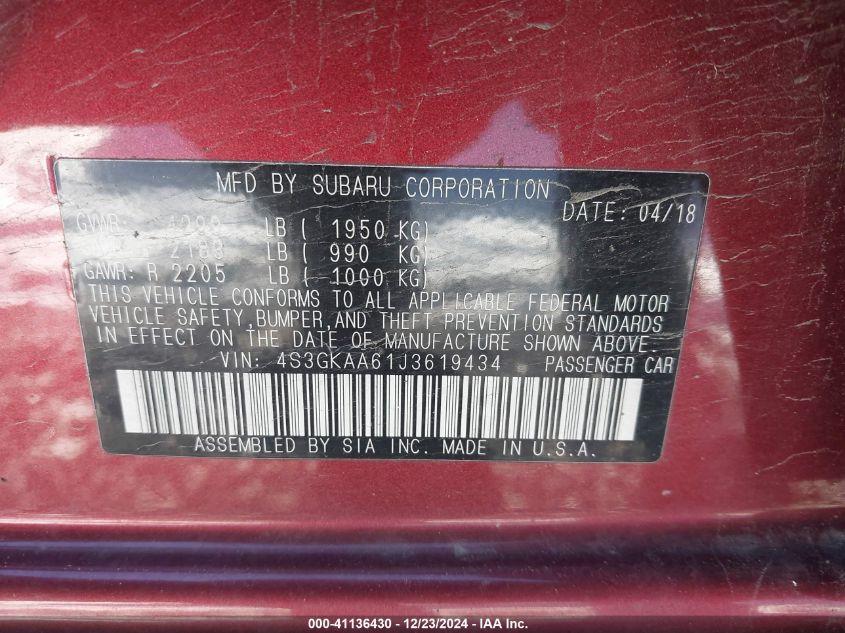 MFD BY SUBARU CORPORATION
DATE: 04/18
GVWR: LB ( 1950 KG)
2183 LB ( 990 KG)
GAWR: R 2205 LB ( 1000 KG)
THIS VEHICLE CONFORMS TO ALL APPLICABLE FEDERAL MOTOR
VEHICLE SAFETY, BUMPER, AND THEFT PREVENTION STANDARDS
IN EFFECT ON THE DATE OF MANUFACTURE SHOWN ABOVE
VIN: 4S3GKAA61J3619434 PASSENGER CAR
ASSEMBLED BY SIA INC. MADE IN U.S.A.
000-41136430 - 12/23/2024 - IAA Inc.